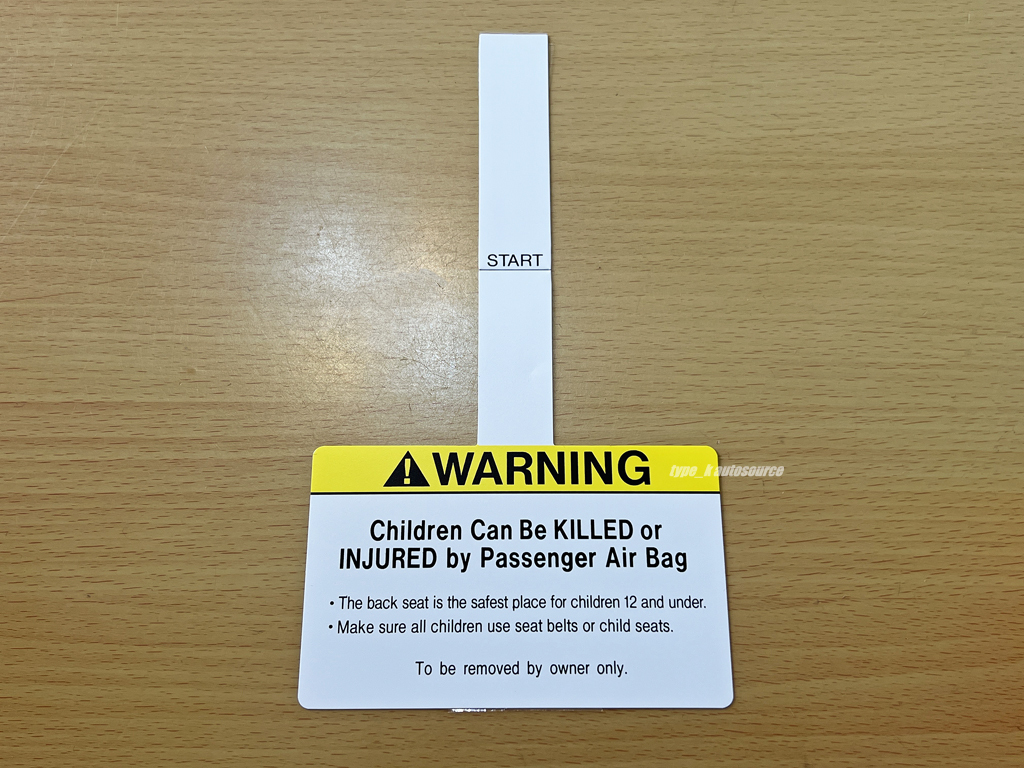 START
WARNING
type_k autosource
Children Can Be KILLED or
INJURED by Passenger Air Bag
• The back seat is the safest place for children 12 and under.
• Make sure all children use seat belts or child seats.
To be removed by owner only.